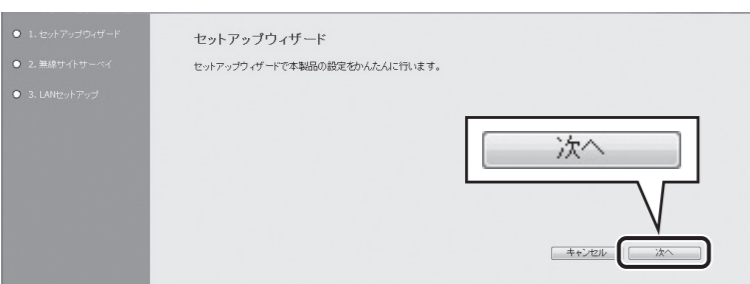 1. セットアップウィザード
2. 無線サイトサーベイ
3. LANセットアップ
セットアップウィザード
セットアップウィザードで本製品の設定をかんたんに行います。
次へ
キャンセル
次へ